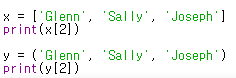 x = ['Glenn', 'Sally', 'Joseph']
print(x[2])
y = ('Glenn', 'Sally', 'Joseph')
print(y[2])